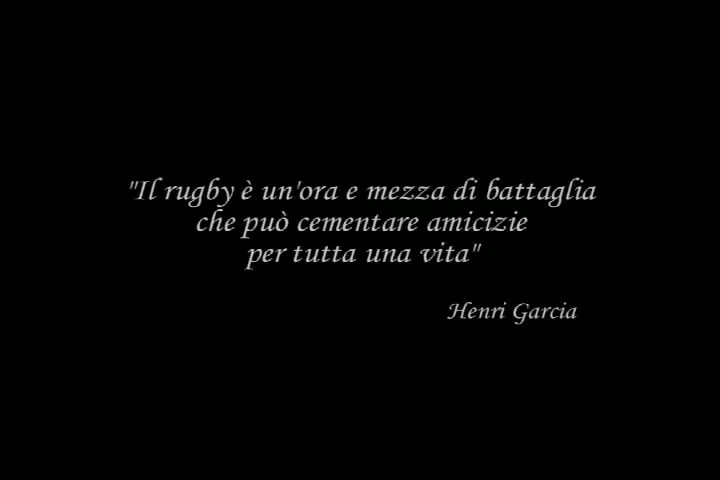 "Il rugby è un'ora e mezza di battaglia
che può cementare amicizie
per tutta una vita"
Henri Garcia